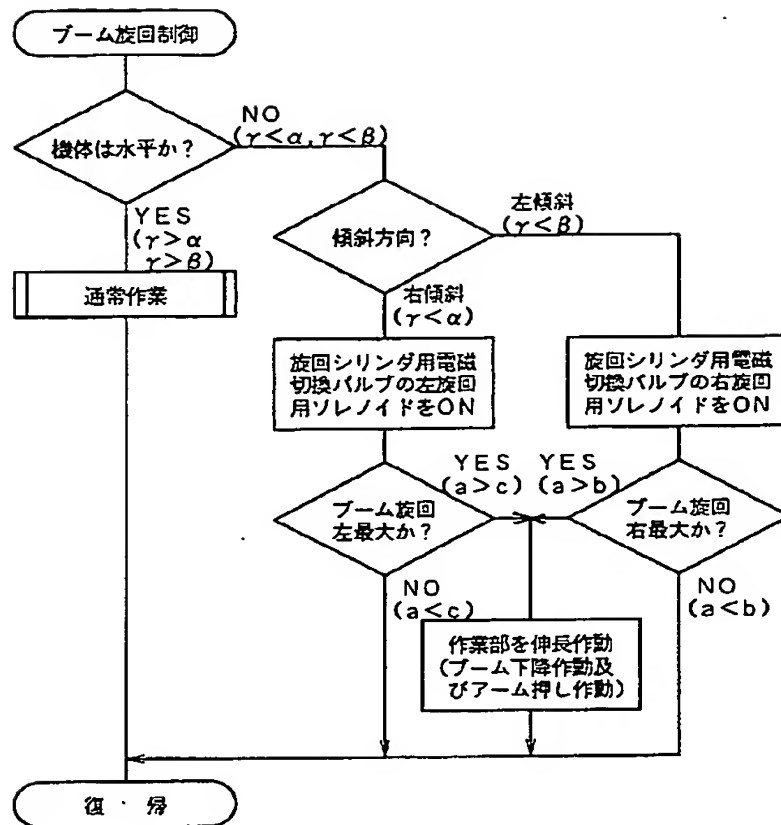 ブーム旋回制御
機体は水平か？
NO
(γ<α,γ<β)
YES
(γ>α
γ>β)
通常作業
傾斜方向？
左傾斜
(γ<β)
右傾斜
(γ<α)
旋回シリンダ用電磁
切換バルブの左旋回
用ソレノイドをON
旋回シリンダ用電磁
切換バルブの右旋回
用ソレノイドをON
ブーム旋回
左最大か？
YES
(a>c)
YES
(a>b)
ブーム旋回
右最大か？
NO
(a<c)
NO
(a<b)
作業部を伸長作動
(ブーム下降作動及
びアーム押し作動)
復・帰